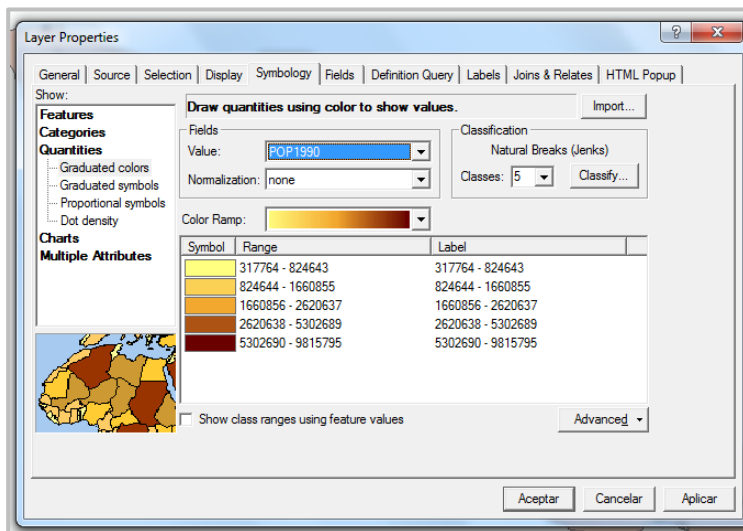 Layer Properties
General Source Selection Display Symbology Fields Definition Query Labels Joins & Relates HTML Popup
Show:
Features
Categories
Quantities
Graduated colors
Graduated symbols
Proportional symbols
Dot density
Charts
Multiple Attributes
Draw quantities using color to show values.
Import...
Fields
Value: POP1990
Normalization: none
Classification
Natural Breaks (Jenks)
Classes: 5 Classify...
Color Ramp:
Symbol Range Label
317764 - 824643 317764 - 824643
824644 - 1660855 824644 - 1660855
1660856 - 2620637 1660856 - 2620637
2620638 - 5302689 2620638 - 5302689
5302690 - 9815795 5302690 - 9815795
Show class ranges using feature values
Advanced
Aceptar Cancelar Aplicar